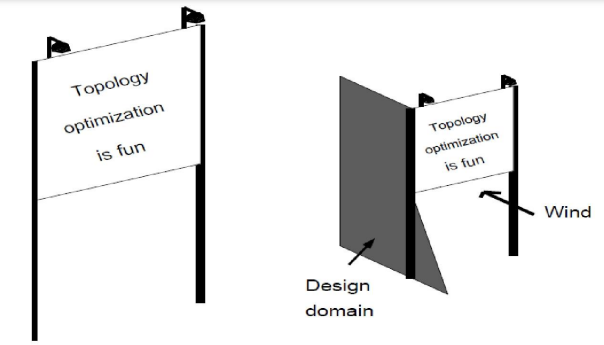 Topology
optimization
is fun
Topology
optimization
is fun
Wind
Design
domain